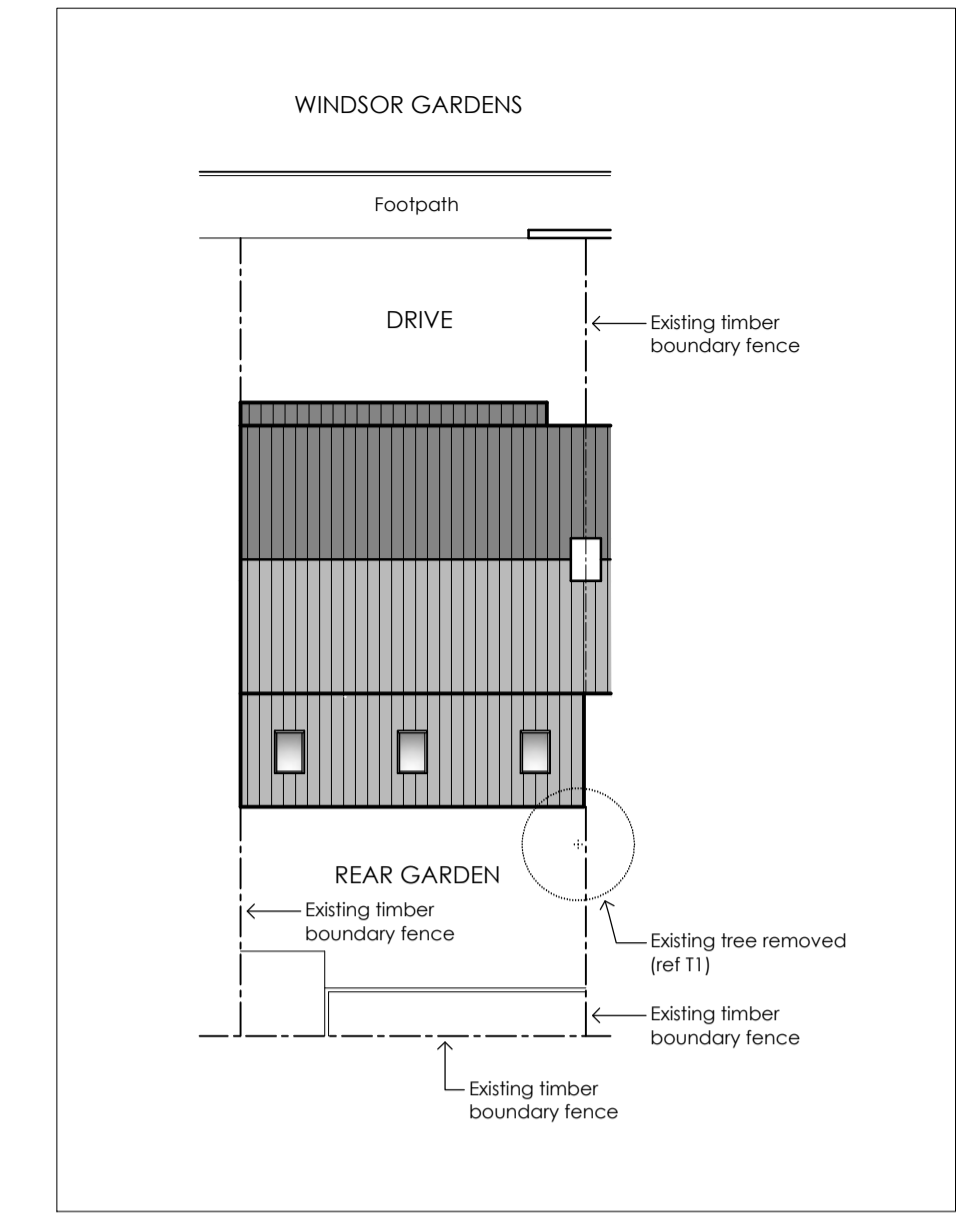 WINDSOR GARDENS
Footpath
DRIVE
Existing timber
boundary fence
REAR GARDEN
Existing timber
boundary fence
Existing tree removed
(ref T1)
Existing timber
boundary fence
Existing timber
boundary fence